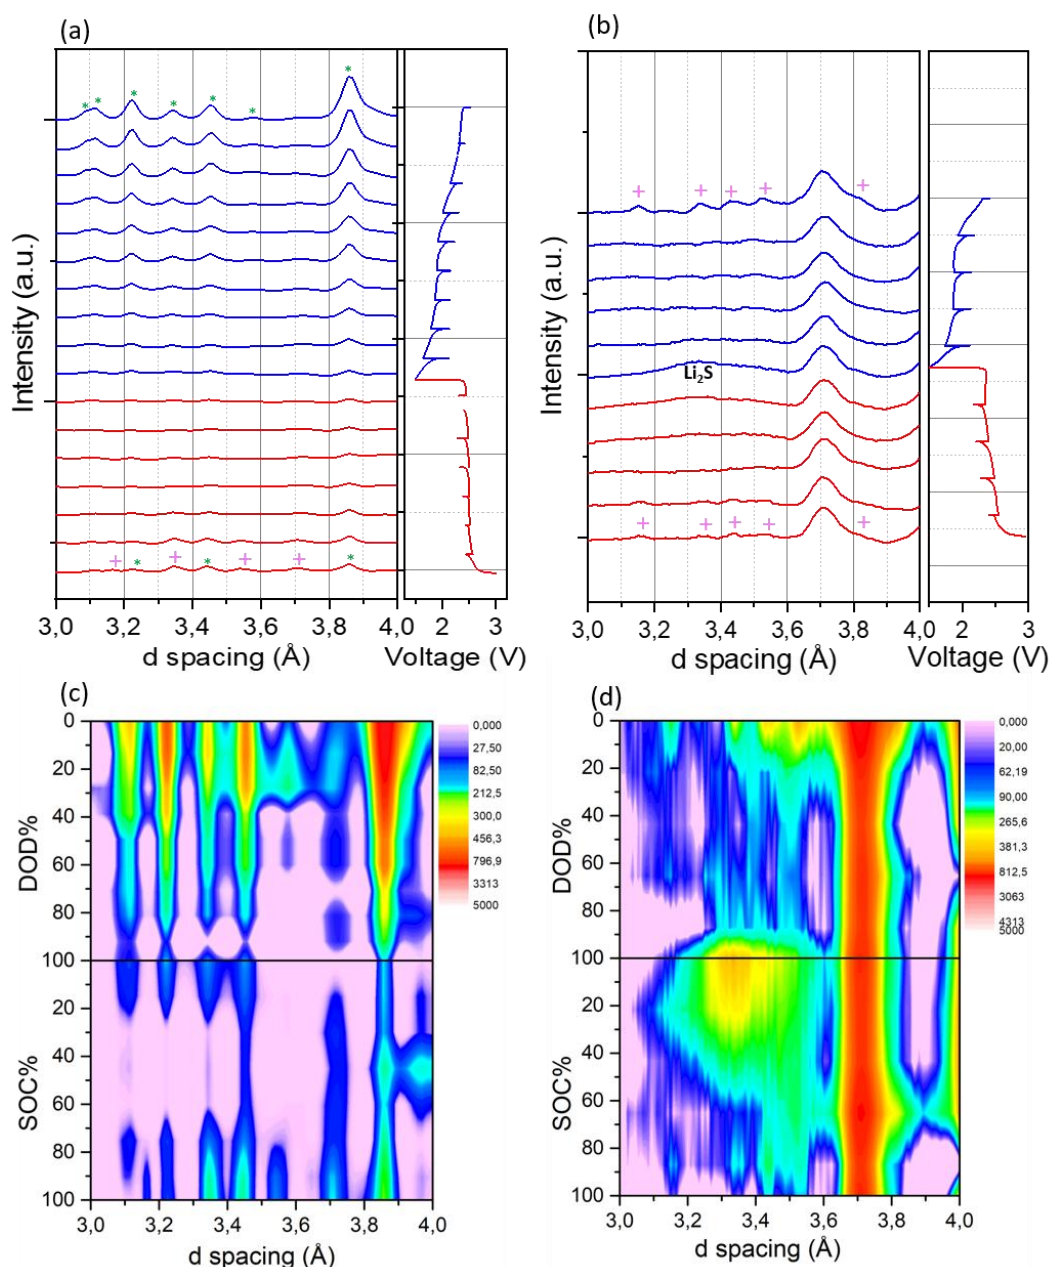 (a)
(b)
* * * * * * *
+ + + + +
Intensity (a.u.)
Intensity (a.u.)
Li2S
+ + * + * + + *
+ + + + +
3,0 3,2 3,4 3,6 3,8 4,0 2 3
3,0 3,2 3,4 3,6 3,8 4,0 2 3
d spacing (Å) Voltage (V)
d spacing (Å) Voltage (V)
(c)
(d)
0
20
40
60
80
100
20
40
60
80
100
DOD%
SOC%
0,000
27,50
82,50
212,5
300,0
456,3
796,9
3313
5000
3,0 3,2 3,4 3,6 3,8 4,0
d spacing (Å)
0
20
40
60
80
100
20
40
60
80
100
DOD%
SOC%
0,000
20,00
62,19
90,00
265,6
381,3
812,5
3063
4313
5000
3,0 3,2 3,4 3,6 3,8 4,0
d spacing (Å)